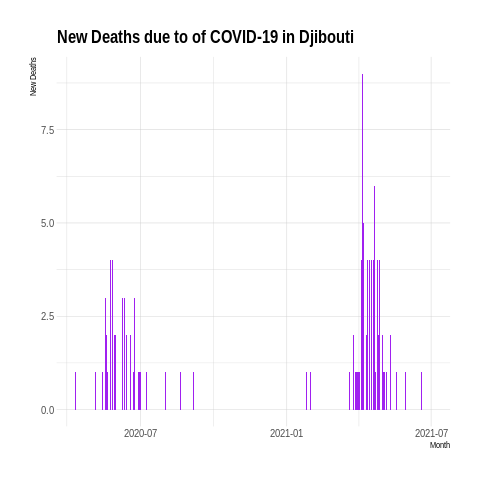 New Deaths due to of COVID-19 in Djibouti
New Deaths
7.5
5.0
2.5
0.0
2020-07
2021-01
2021-07
Month